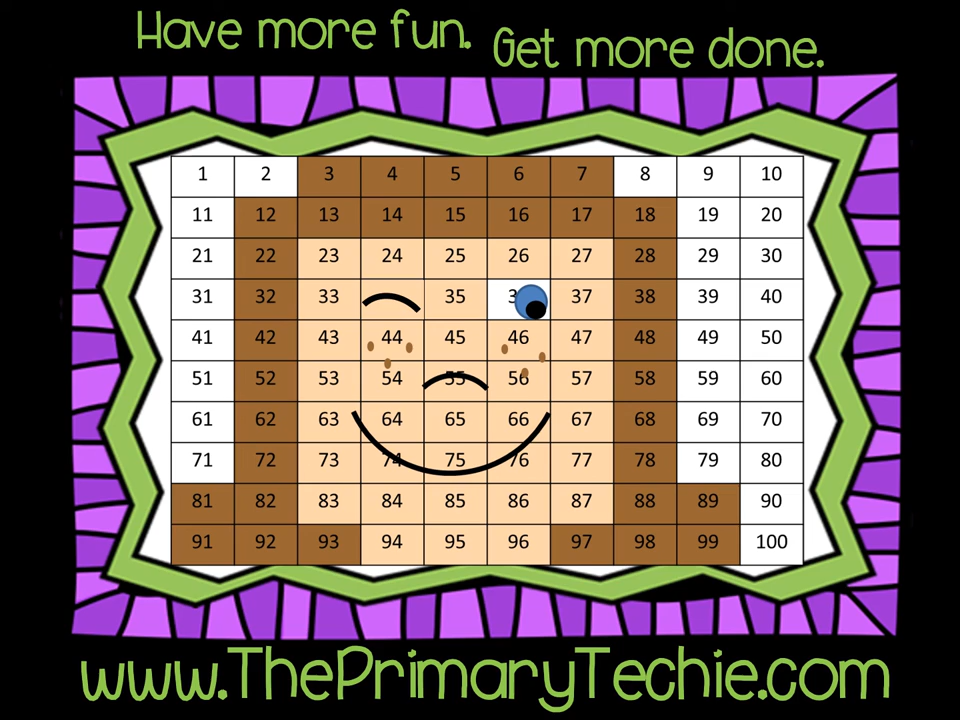 Have more fun. Get more done.
1 2 3 4 5 6 7 8 9 10
11 12 13 14 15 16 17 18 19 20
21 22 23 24 25 26 27 28 29 30
31 32 33 35 37 38 39 40
41 42 43 44 45 46 47 48 49 50
51 52 53 54 55 56 57 58 59 60
61 62 63 64 65 66 67 68 69 70
71 72 73 74 75 76 77 78 79 80
81 82 83 84 85 86 87 88 89 90
91 92 93 94 95 96 97 98 99 100
www.ThePrimaryTechie.com